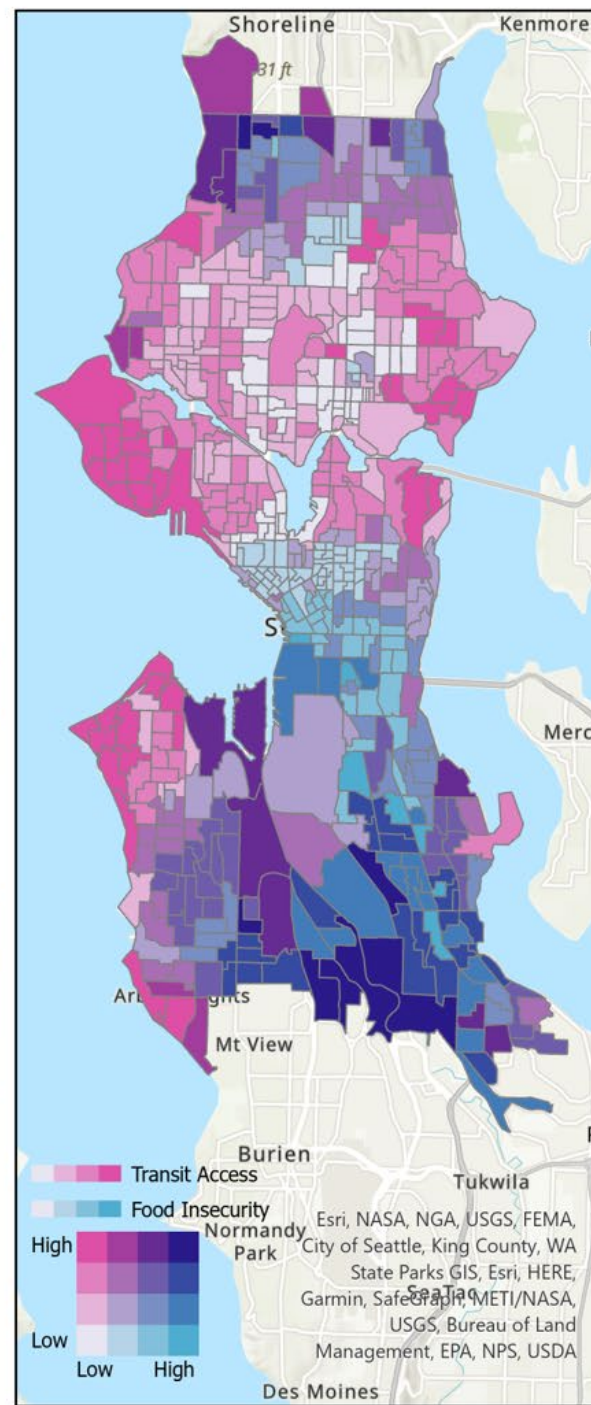 Shoreline
Kenmore
31 ft
S
Merc
Mt View
Burien
Tukwila
Normandy
Park
SeaTac
Des Moines
Transit Access
Food Insecurity
High
Low
Low
High
Esri, NASA, NGA, USGS, FEMA,
City of Seattle, King County, WA
State Parks GIS, Esri, HERE,
Garmin, SafeGraph, METI/NASA,
USGS, Bureau of Land
Management, EPA, NPS, USDA